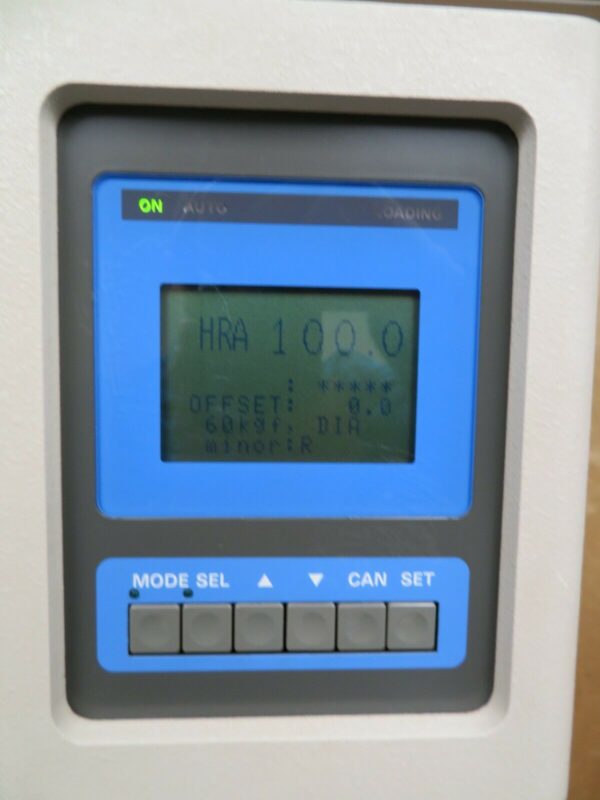 ON AUTO LOADING
HRA 100.0
: *****
OFFSET: 0.0
60kgf, DIA
minor:R
MODE SEL ▲ ▼ CAN SET